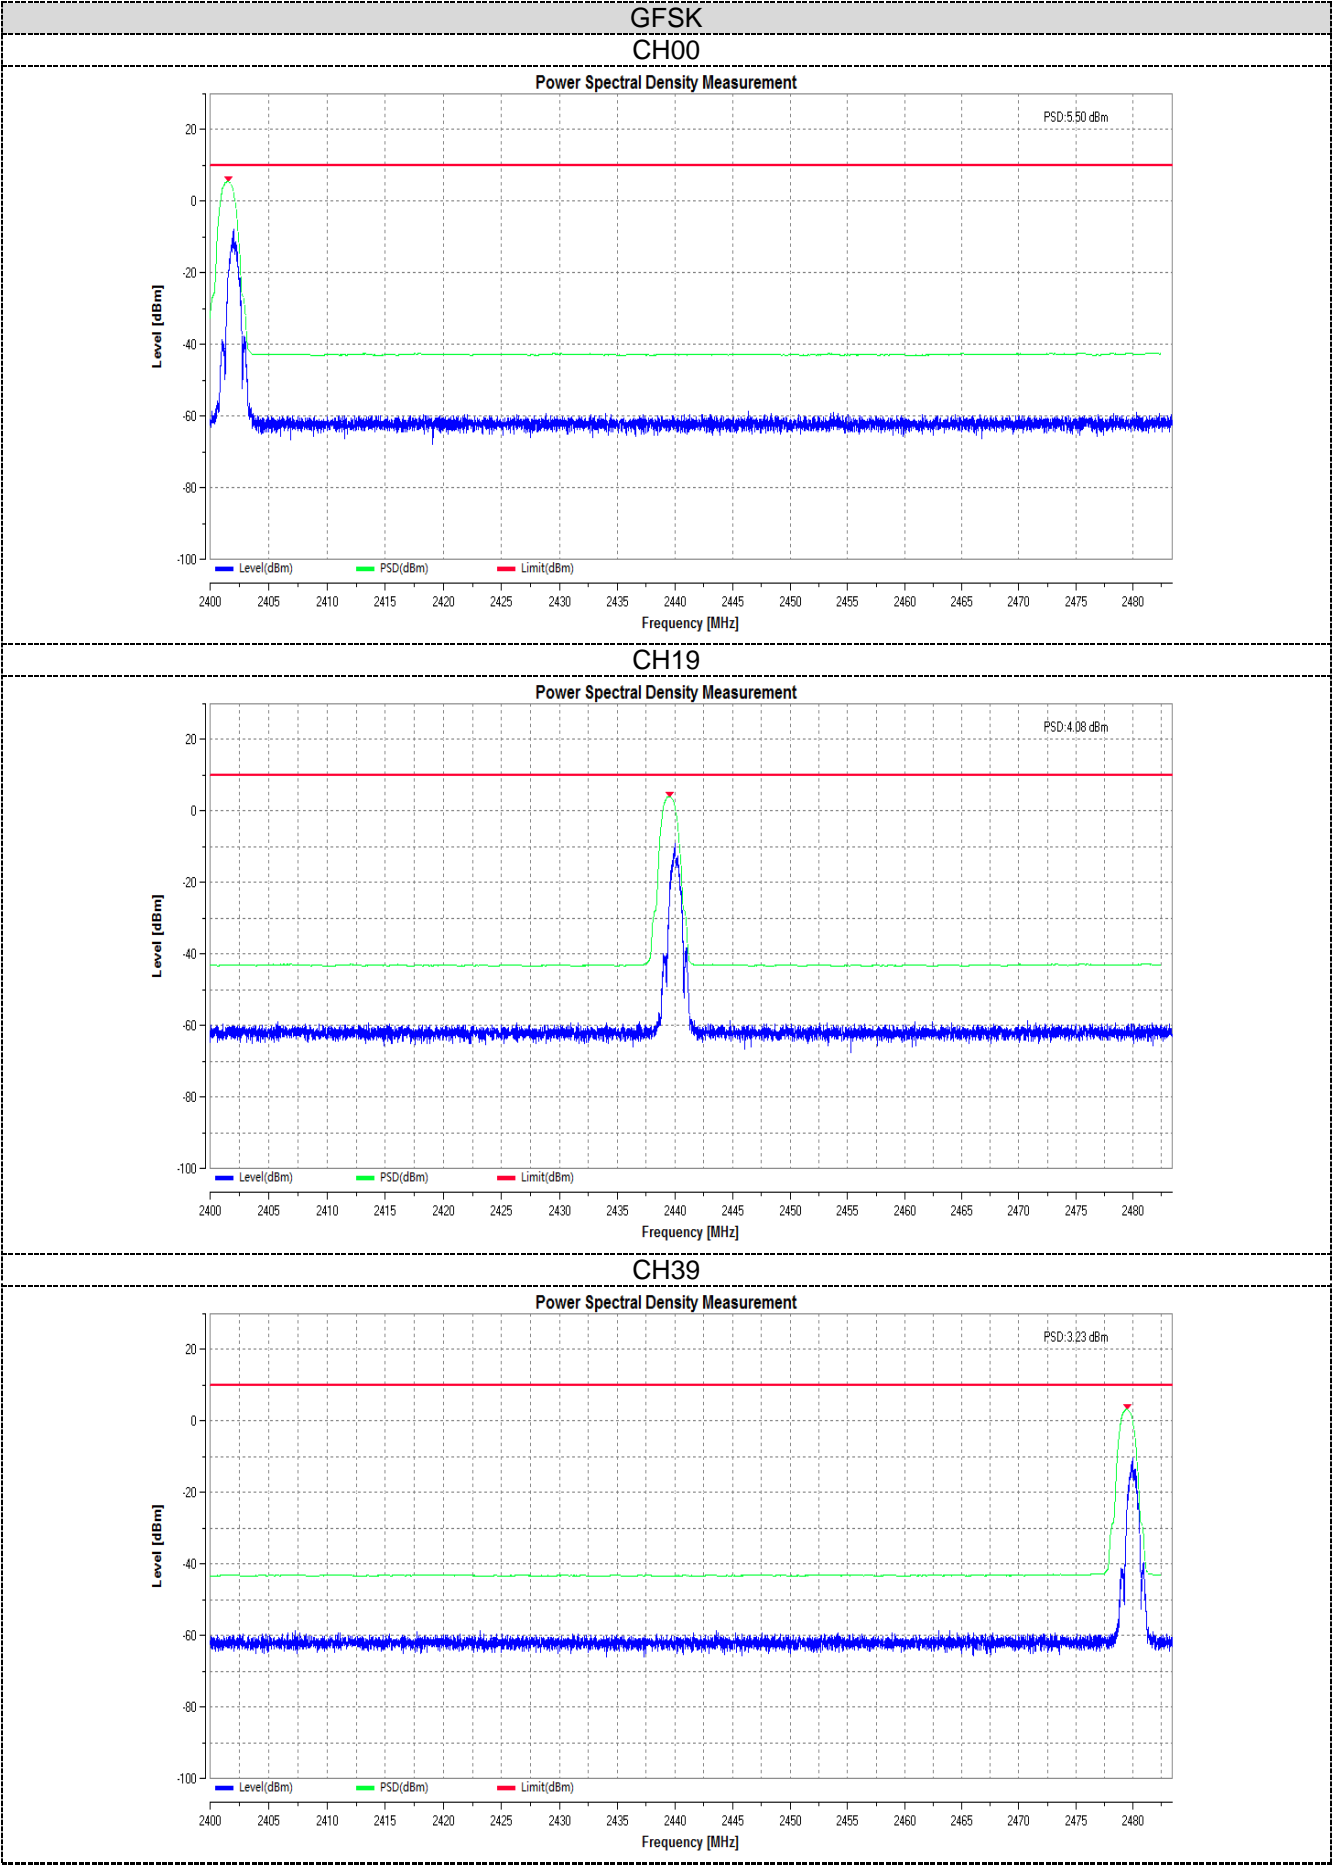 GFSK
CH00
Power Spectral Density Measurement
PSD:5.50 dBm
20
0
-20
-40
-60
-80
-100
Level [dBm]
Level(dBm) PSD(dBm) Limit(dBm)
2400 2405 2410 2415 2420 2425 2430 2435 2440 2445 2450 2455 2460 2465 2470 2475 2480
Frequency [MHz]
CH19
Power Spectral Density Measurement
PSD:4.08 dBm
20
0
-20
-40
-60
-80
-100
Level [dBm]
Level(dBm) PSD(dBm) Limit(dBm)
2400 2405 2410 2415 2420 2425 2430 2435 2440 2445 2450 2455 2460 2465 2470 2475 2480
Frequency [MHz]
CH39
Power Spectral Density Measurement
PSD:3.23 dBm
20
0
-20
-40
-60
-80
-100
Level [dBm]
Level(dBm) PSD(dBm) Limit(dBm)
2400 2405 2410 2415 2420 2425 2430 2435 2440 2445 2450 2455 2460 2465 2470 2475 2480
Frequency [MHz]